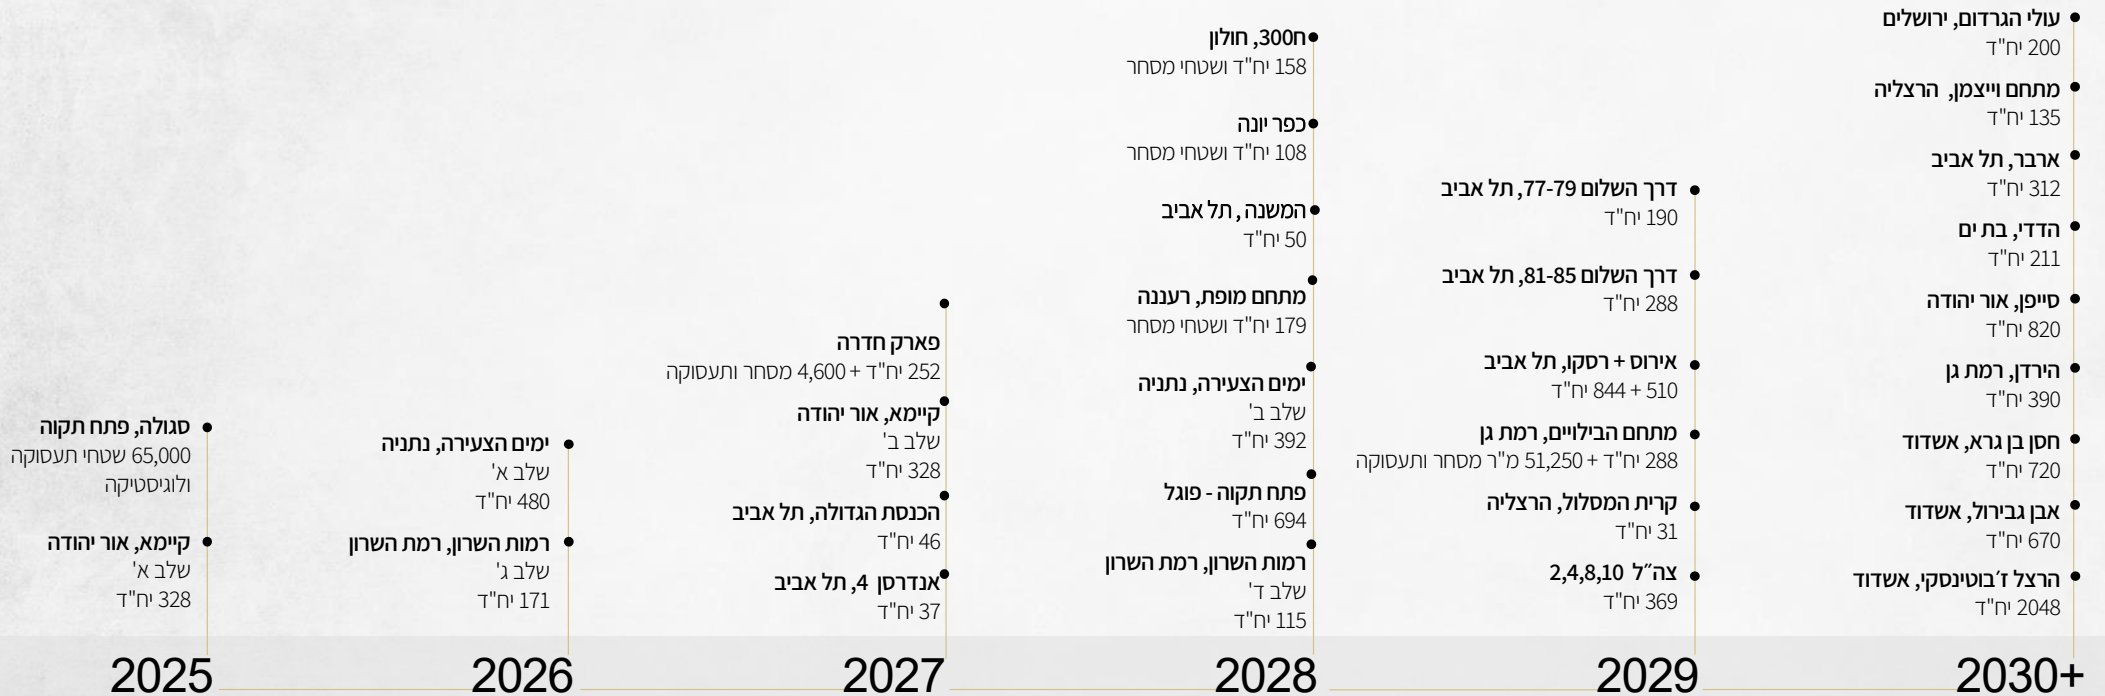 סגולה, פתח תקוה
65,000 שטחי תעסוקה
ולוגיסטיקה
קיימא, אור יהודה
שלב א'
328 יח"ד
2025
ימים הצעירה, נתניה
שלב א'
480 יח"ד
רמות השרון, רמת השרון
שלב ג'
171 יח"ד
2026
פארק חדרה
252 יח"ד + 4,600 מסחר ותעסוקה
קיימא, אור יהודה
שלב ב'
328 יח"ד
הכנסת הגדולה, תל אביב
46 יח"ד
אנדרסן 4, תל אביב
37 יח"ד
2027
ח300, חולון
158 יח"ד ושטחי מסחר
כפר יונה
108 יח"ד ושטחי מסחר
המשנה, תל אביב
50 יח"ד
מתחם מופת, רעננה
179 יח"ד ושטחי מסחר
ימים הצעירה, נתניה
שלב ב'
392 יח"ד
פתח תקוה - פוגל
694 יח"ד
רמות השרון, רמת השרון
שלב ד'
115 יח"ד
2028
דרך השלום 77-79, תל אביב
190 יח"ד
דרך השלום 81-85, תל אביב
288 יח"ד
אירוס + רסקו, תל אביב
510 + 844 יח"ד
מתחם הבילויים, רמת גן
288 יח"ד + 51,250 מ"ר מסחר ותעסוקה
קרית המסלול, הרצליה
31 יח"ד
צה״ל 2,4,8,10
369 יח"ד
2029
עולי הגרדום, ירושלים
200 יח"ד
מתחם וייצמן, הרצליה
135 יח"ד
ארבר, תל אביב
312 יח"ד
הדדי, בת ים
211 יח"ד
סייפן, אור יהודה
820 יח"ד
הירדן, רמת גן
390 יח"ד
חסן בן גרא, אשדוד
720 יח"ד
אבן גבירול, אשדוד
670 יח"ד
הרצל ז׳בוטינסקי, אשדוד
2048 יח"ד
2030+